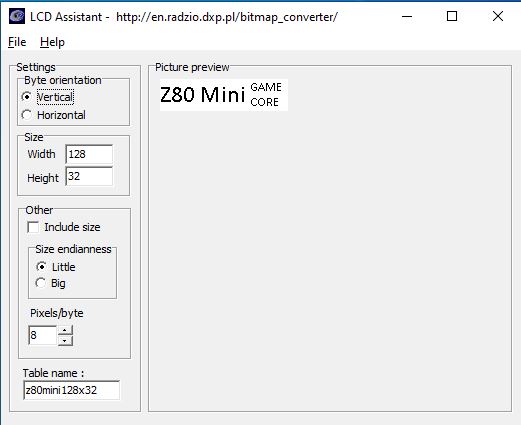 LCD Assistant - http://en.radzio.dxp.pl/bitmap_converter/
File Help
Settings
Byte orientation
Vertical
Horizontal
Size
Width 128
Height 32
Other
Include size
Size endianness
Little
Big
Pixels/byte
8
Table name :
z80mini128x32
Picture preview
Z80 Mini GAME
CORE